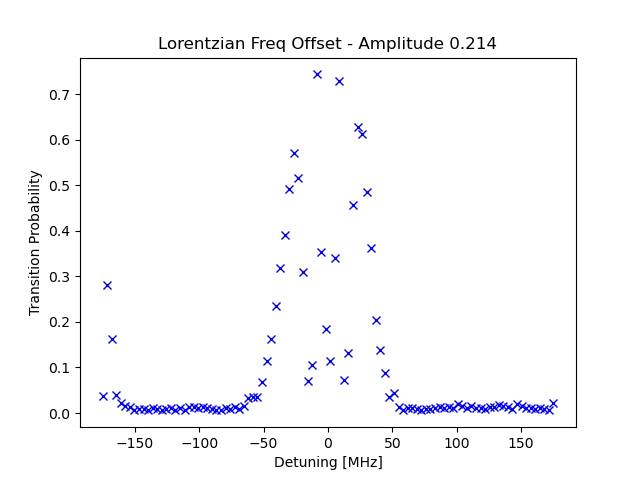 Lorentzian Freq Offset - Amplitude 0.214
Transition Probability
0.7
0.6
0.5
0.4
0.3
0.2
0.1
0.0
−150 −100 −50 0 50 100 150
Detuning [MHz]